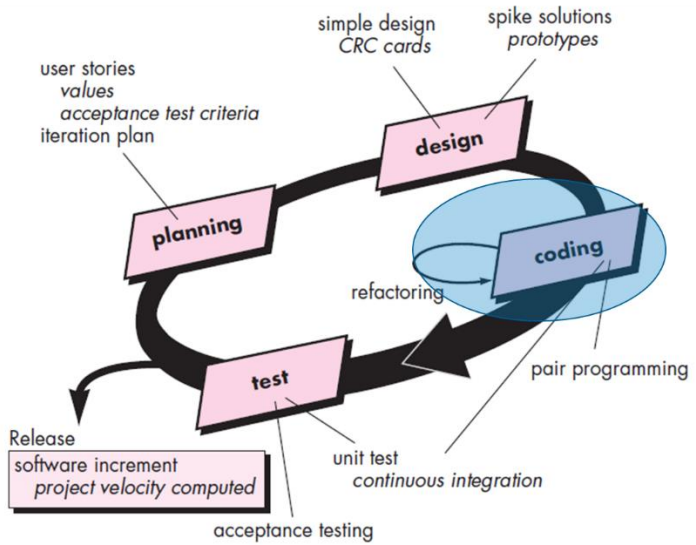 simple design
CRC cards
spike solutions
prototypes
user stories
values
acceptance test criteria
iteration plan
design
planning
coding
refactoring
test
pair programming
Release
software increment
project velocity computed
unit test
continuous integration
acceptance testing